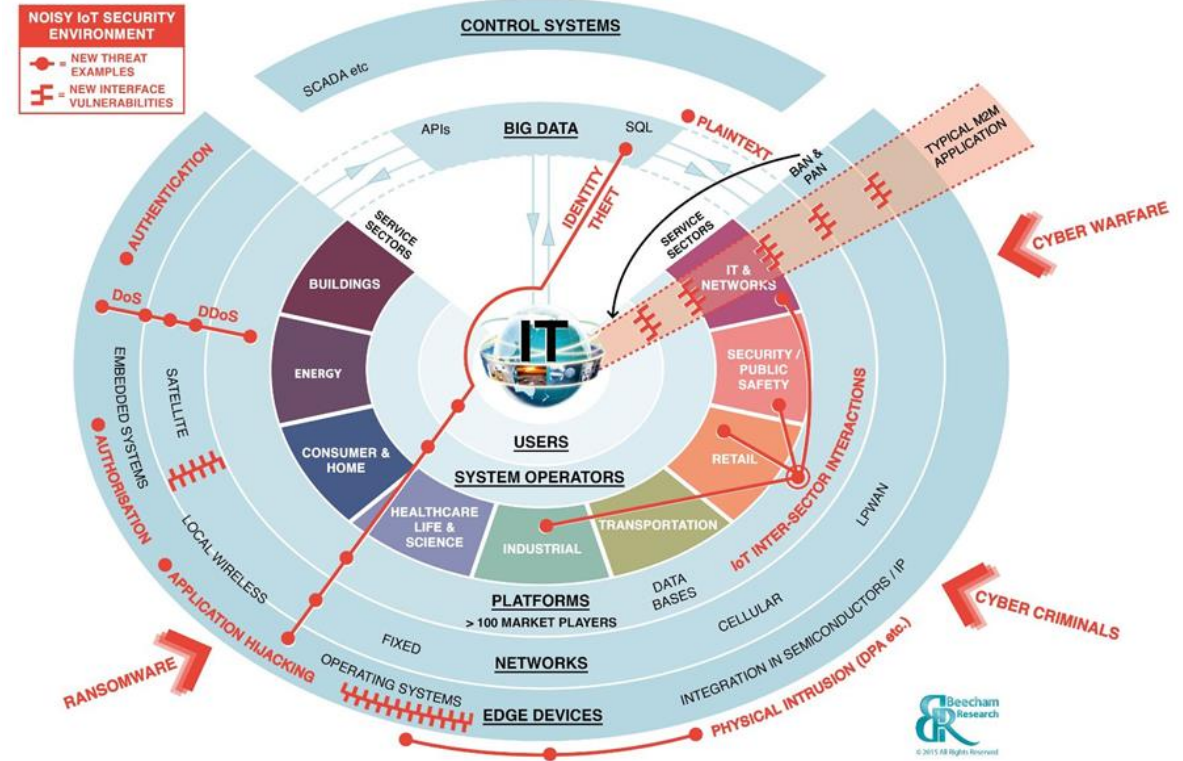 NOISY IoT SECURITY
ENVIRONMENT
= NEW THREAT
EXAMPLES
= NEW INTERFACE
VULNERABILITIES
CONTROL SYSTEMS
SCADA etc
APIs
BIG DATA
SQL
PLAINTEXT
BAN &
PAN
TYPICAL M2M
APPLICATION
AUTHENTICATION
IDENTITY
THEFT
SERVICE
SECTORS
SERVICE
SECTORS
CYBER WARFARE
BUILDINGS
IT &
NETWORKS
DoS
DDoS
IT
ENERGY
SECURITY /
PUBLIC
SAFETY
EMBEDDED SYSTEMS
SATELLITE
CONSUMER &
HOME
USERS
RETAIL
SYSTEM OPERATORS
AUTHORISATION
HEALTHCARE
LIFE &
SCIENCE
INDUSTRIAL
TRANSPORTATION
IoT INTER-SECTOR INTERACTIONS
LPWAN
LOCAL WIRELESS
PLATFORMS
> 100 MARKET PLAYERS
DATA
BASES
CELLULAR
CYBER CRIMINALS
APPLICATION HIJACKING
RANSOMWARE
FIXED
NETWORKS
OPERATING SYSTEMS
EDGE DEVICES
INTEGRATION IN SEMICONDUCTORS / IP
PHYSICAL INTRUSION (DPA etc.)
Beecham
Research
© 2015 All Rights Reserved